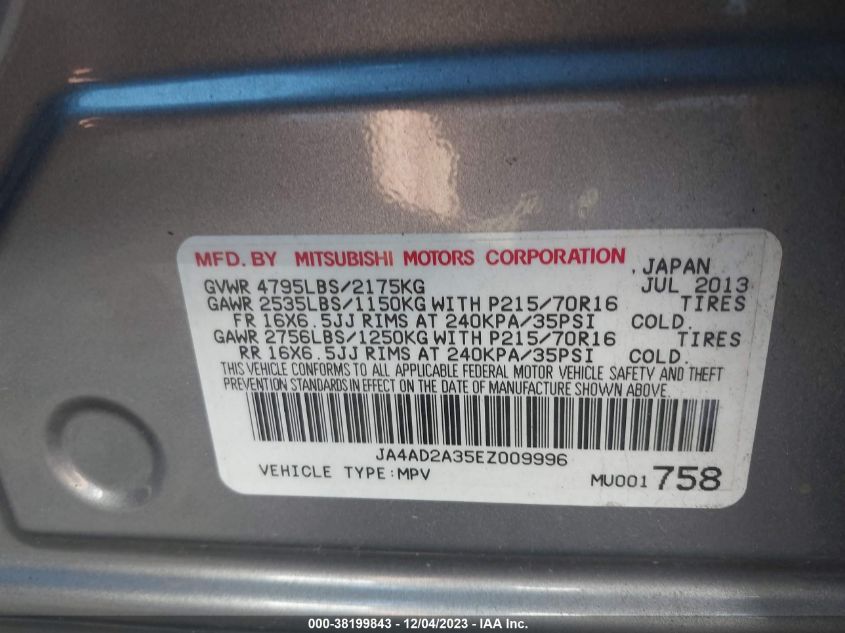 MFD. BY MITSUBISHI MOTORS CORPORATION , JAPAN
GVWR 4795LBS/2175KG JUL 2013
GAWR 2535LBS/1150KG WITH P215/70R16 TIRES
FR 16X6.5JJ RIMS AT 240KPA/35PSI COLD.
GAWR 2756LBS/1250KG WITH P215/70R16 TIRES
RR 16X6.5JJ RIMS AT 240KPA/35PSI COLD.
THIS VEHICLE CONFORMS TO ALL APPLICABLE FEDERAL MOTOR VEHICLE SAFETY AND THEFT
PREVENTION STANDARDS IN EFFECT ON THE DATE OF MANUFACTURE SHOWN ABOVE.
JA4AD2A35EZ009996
VEHICLE TYPE:MPV MU001758
000-38199843 - 12/04/2023 - IAA Inc.